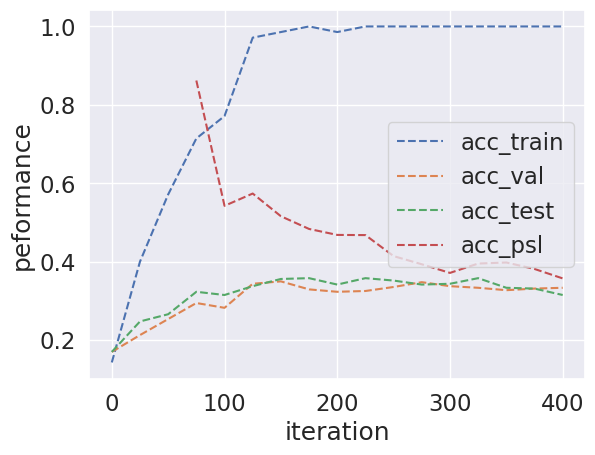 1.0
0.8
0.6
0.4
0.2
peformance
acc_train
acc_val
acc_test
acc_psl
0 100 200 300 400
iteration